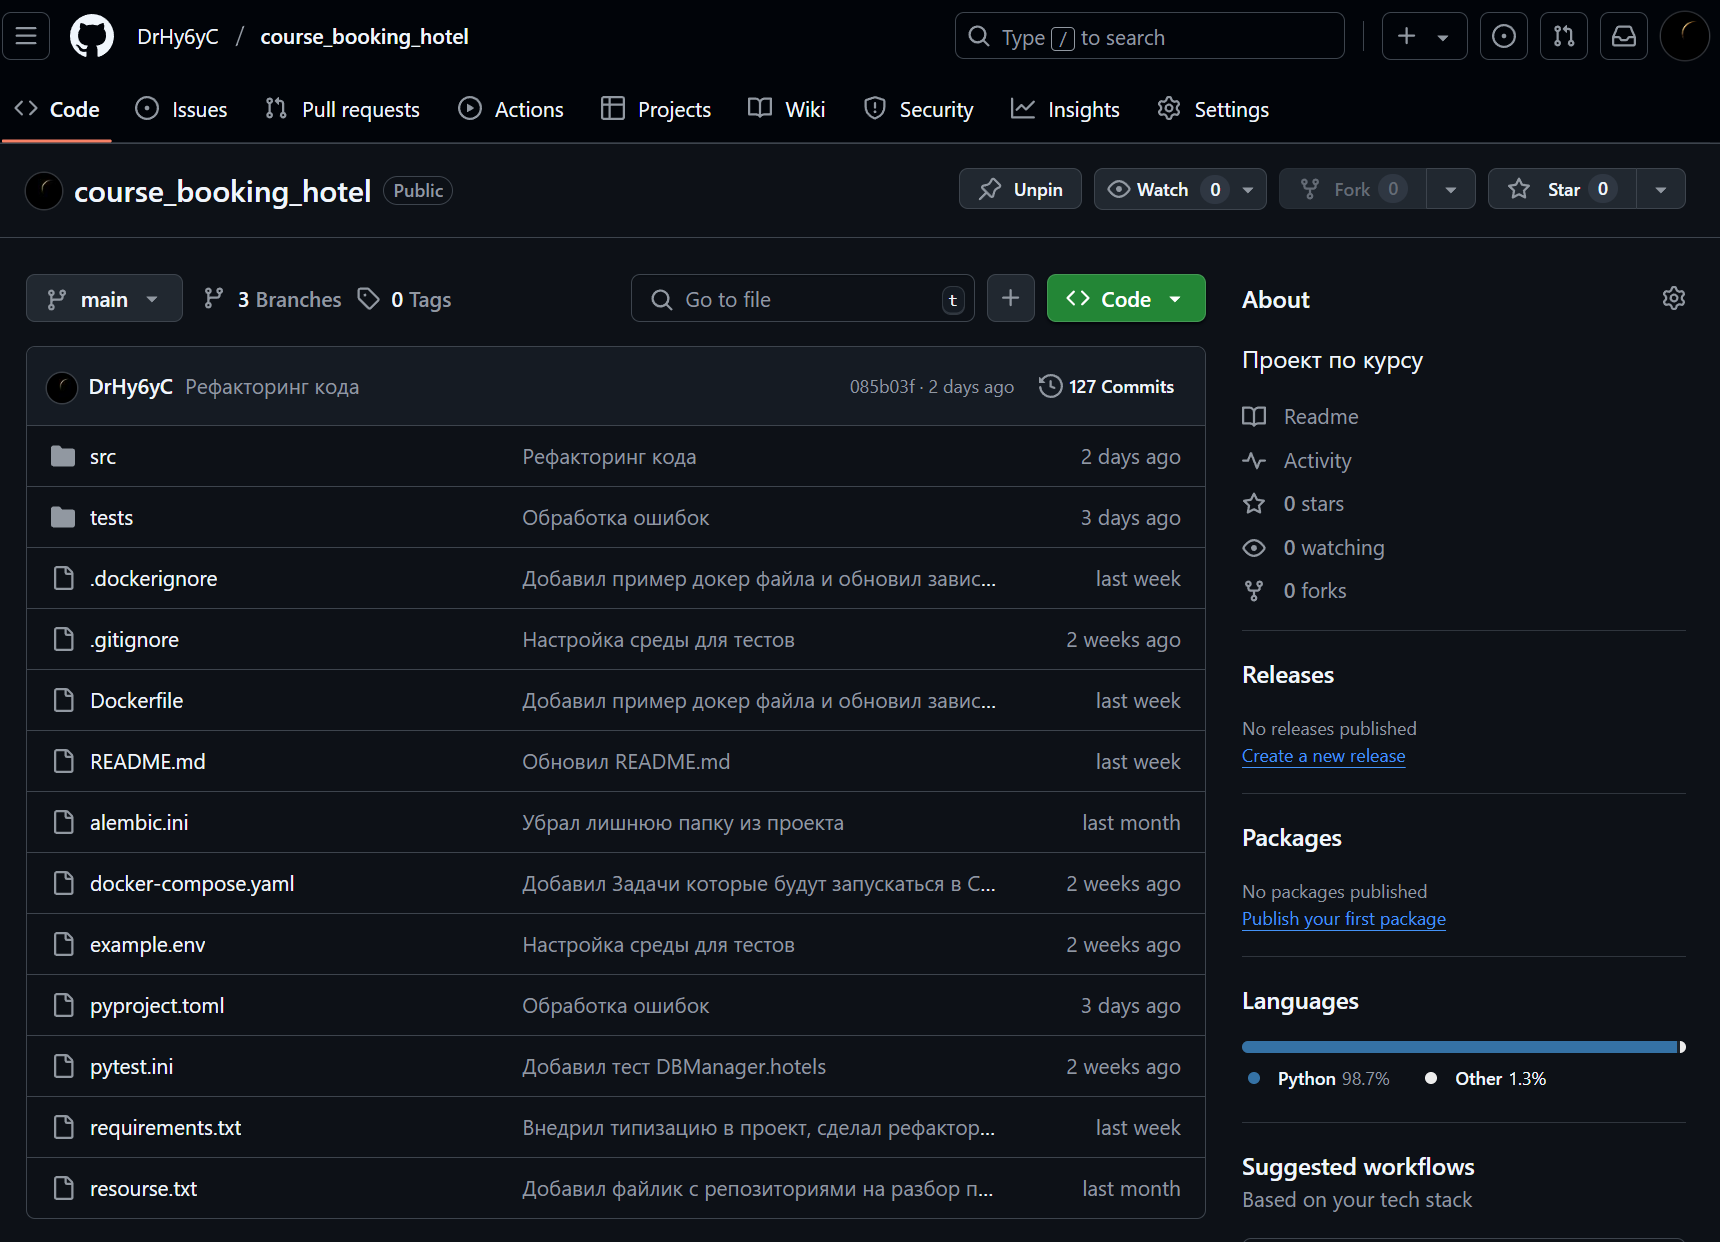 DrHy6yC / course_booking_hotel
Type / to search
Code
Issues
Pull requests
Actions
Projects
Wiki
Security
Insights
Settings
course_booking_hotel Public
Unpin
Watch 0
Fork 0
Star 0
main
3 Branches
0 Tags
Go to file t
Code
DrHy6yC Рефакторинг кода 085b03f · 2 days ago 127 Commits
src Рефакторинг кода 2 days ago
tests Обработка ошибок 3 days ago
.dockerignore Добавил пример докер файла и обновил завис... last week
.gitignore Настройка среды для тестов 2 weeks ago
Dockerfile Добавил пример докер файла и обновил завис... last week
README.md Обновил README.md last week
alembic.ini Убрал лишнюю папку из проекта last month
docker-compose.yaml Добавил Задачи которые будут запускаться в C... 2 weeks ago
example.env Настройка среды для тестов 2 weeks ago
pyproject.toml Обработка ошибок 3 days ago
pytest.ini Добавил тест DBManager.hotels 2 weeks ago
requirements.txt Внедрил типизацию в проект, сделал рефактор... last week
resourse.txt Добавил файлик с репозиториями на разбор п... last month
About
Проект по курсу
Readme
Activity
0 stars
0 watching
0 forks
Releases
No releases published
Create a new release
Packages
No packages published
Publish your first package
Languages
Python 98.7% Other 1.3%
Suggested workflows
Based on your tech stack